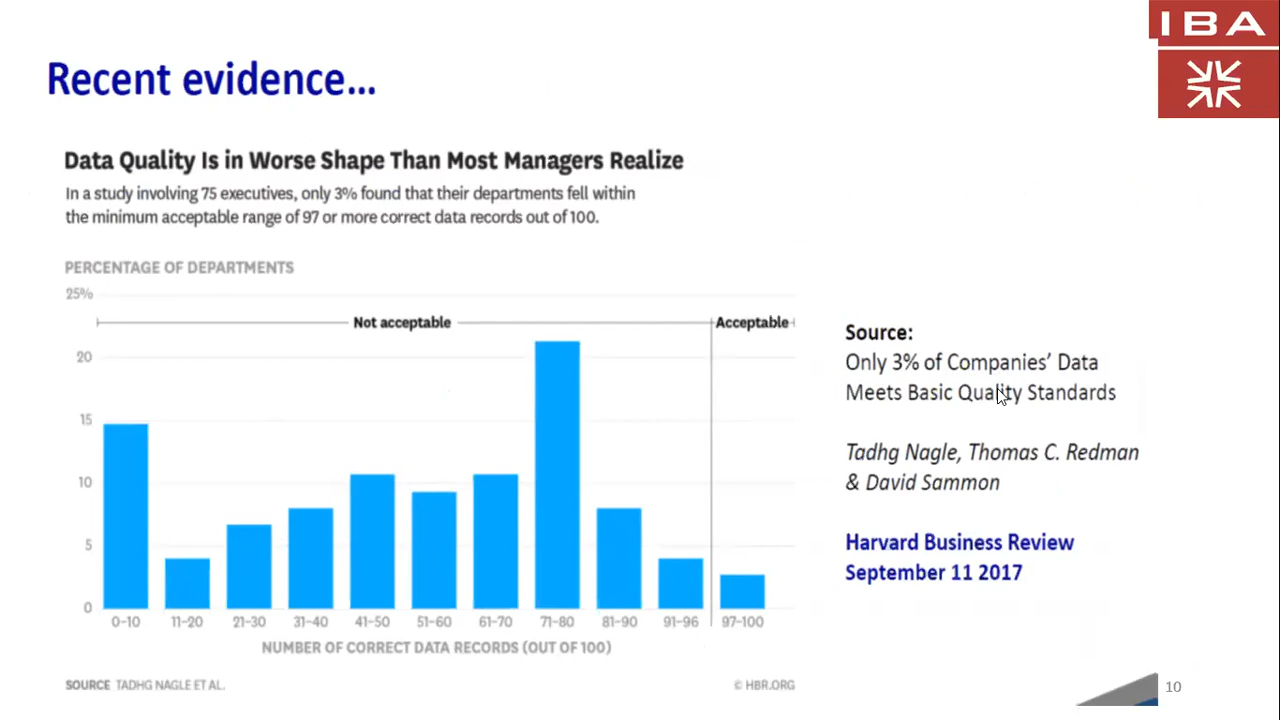 IBA
Recent evidence...
Data Quality Is in Worse Shape Than Most Managers Realize
In a study involving 75 executives, only 3% found that their departments fell within
the minimum acceptable range of 97 or more correct data records out of 100.
PERCENTAGE OF DEPARTMENTS
25%
Not acceptable
Acceptable
20
15
10
5
0
0–10 11–20 21–30 31–40 41–50 51–60 61–70 71–80 81–90 91–96 97–100
NUMBER OF CORRECT DATA RECORDS (OUT OF 100)
SOURCE TADHG NAGLE ET AL.
© HBR.ORG
Source:
Only 3% of Companies' Data
Meets Basic Quality Standards
Tadhg Nagle, Thomas C. Redman
& David Sammon
Harvard Business Review
September 11 2017
10